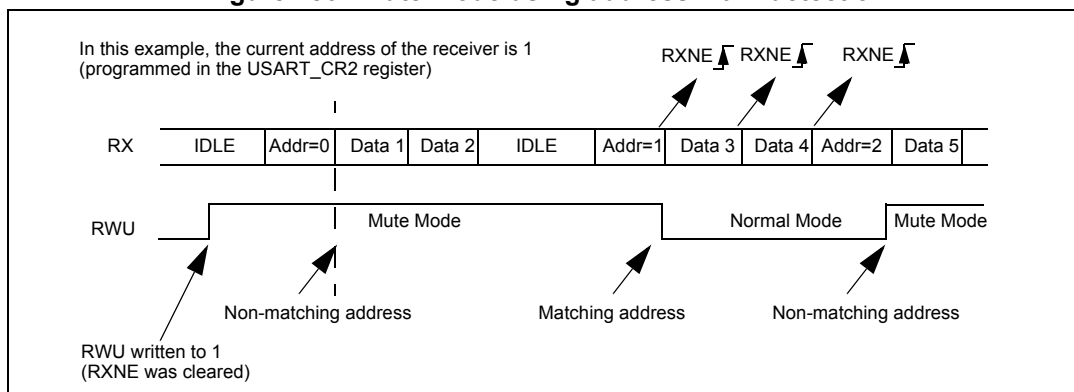 In this example, the current address of the receiver is 1
(programmed in the USART_CR2 register)
RXNE RXNE RXNE
RX IDLE Addr=0 Data 1 Data 2 IDLE Addr=1 Data 3 Data 4 Addr=2 Data 5
RWU Mute Mode Normal Mode Mute Mode
Non-matching address Matching address Non-matching address
RWU written to 1
(RXNE was cleared)